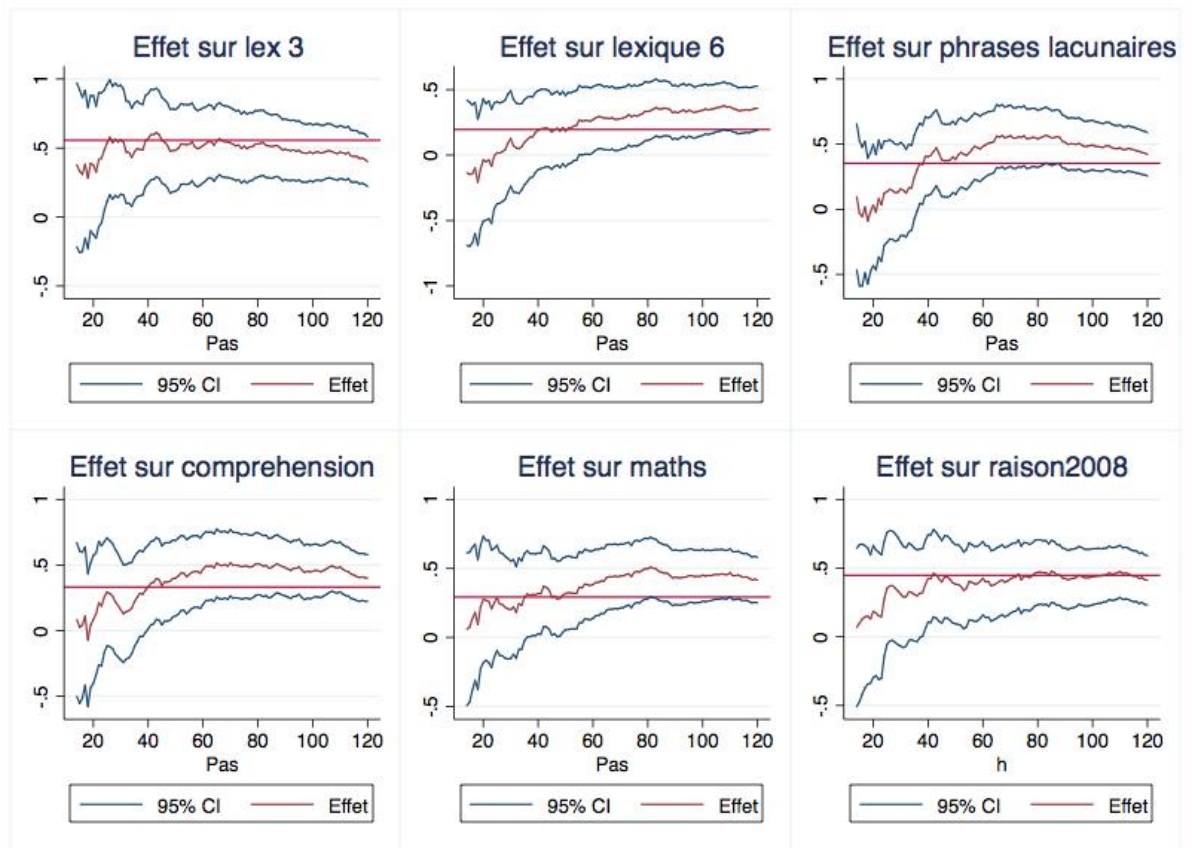 Effet sur lex 3
1
.5
0
-.5
20 40 60 80 100 120
Pas
95% CI Effet
Effet sur lexique 6
.5
0
-.5
-1
20 40 60 80 100 120
Pas
95% CI Effet
Effet sur phrases lacunaires
1
.5
0
-.5
20 40 60 80 100 120
Pas
95% CI Effet
Effet sur comprehension
1
.5
0
-.5
20 40 60 80 100 120
Pas
95% CI Effet
Effet sur maths
1
.5
0
-.5
20 40 60 80 100 120
Pas
95% CI Effet
Effet sur raison2008
1
.5
0
-.5
20 40 60 80 100 120
h
95% CI Effet